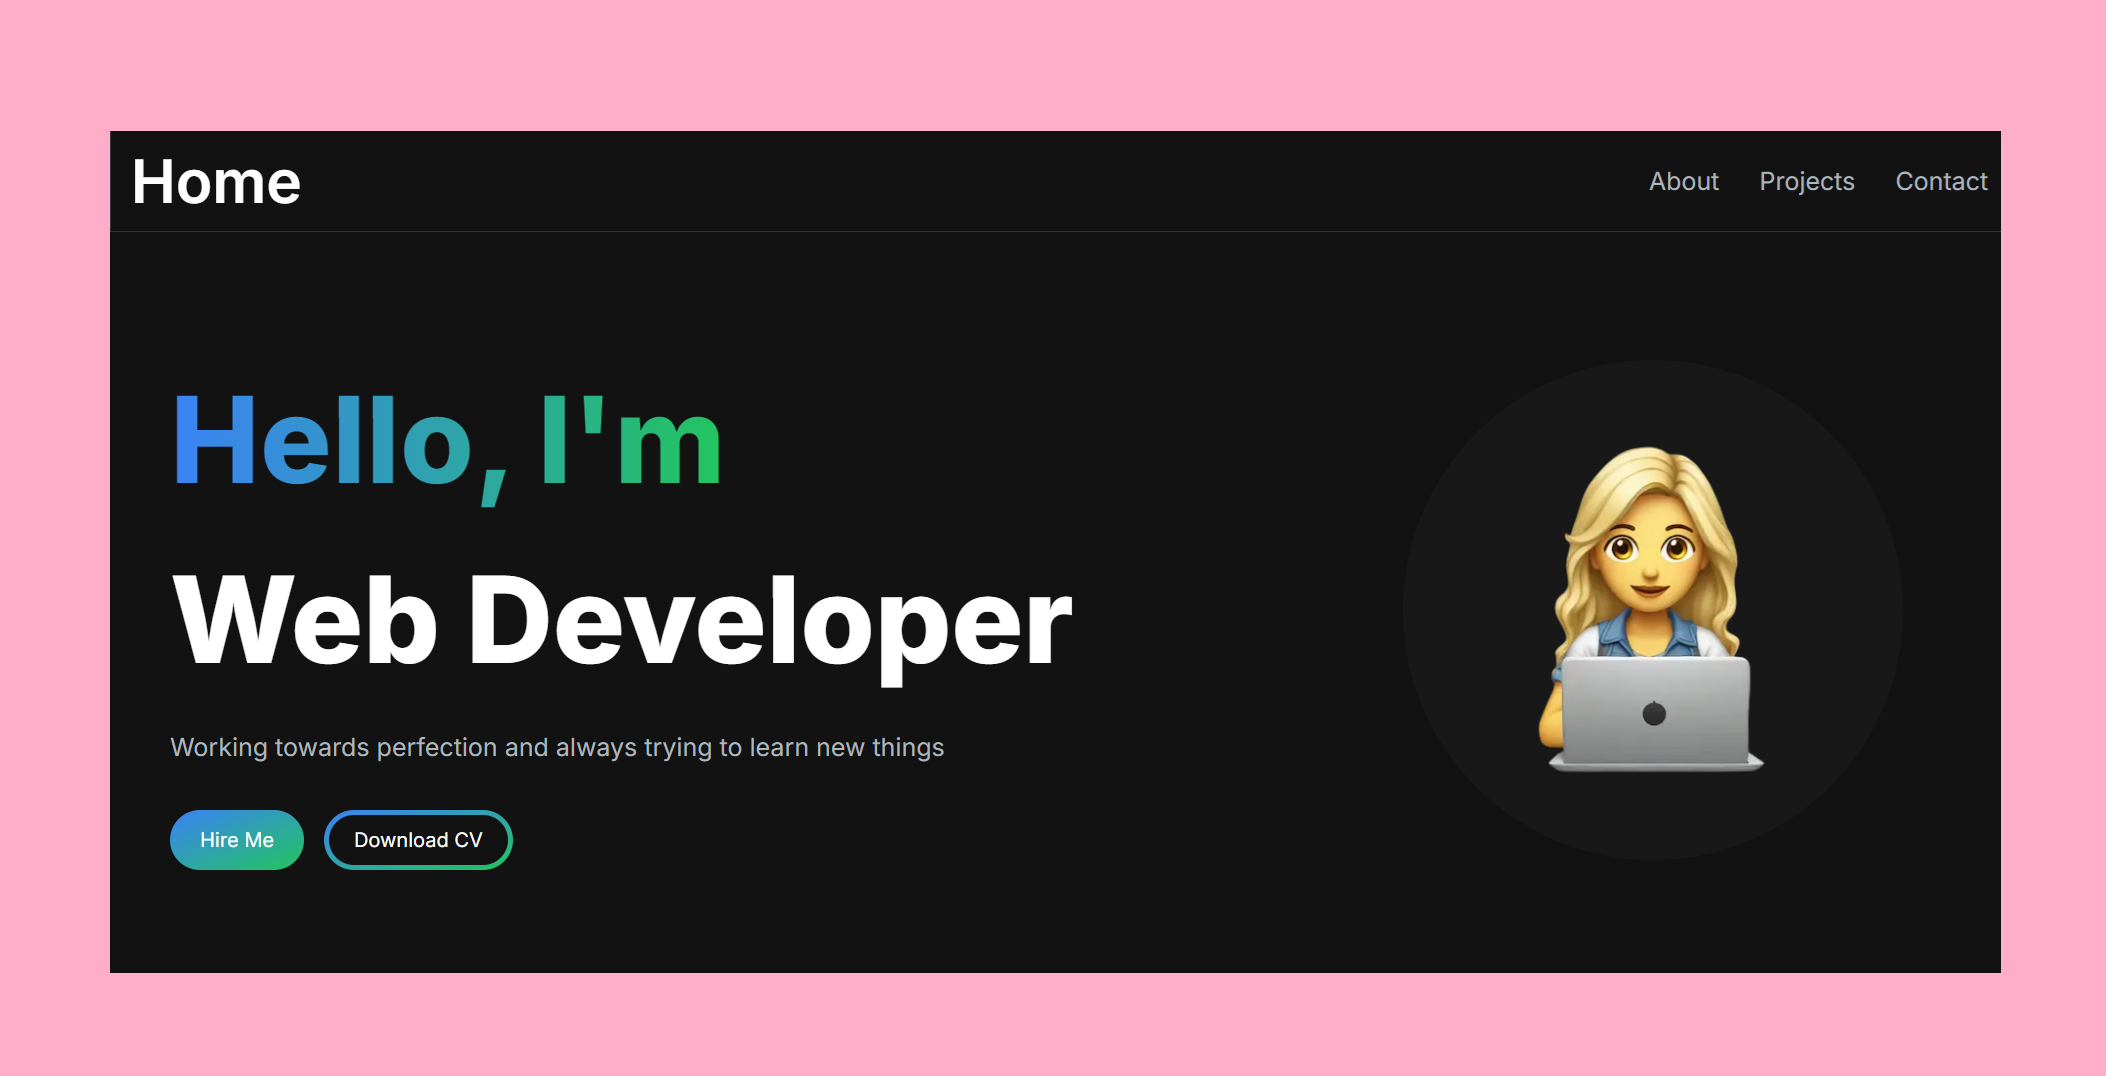 Home
About Projects Contact
Hello, I'm
Web Developer
Working towards perfection and always trying to learn new things
Hire Me
Download CV